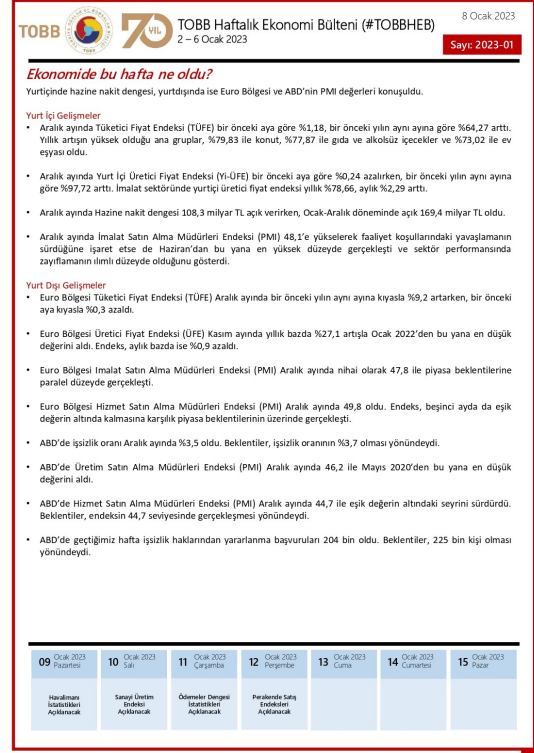 TOBB
70
YIL
TOBB Haftalık Ekonomi Bülteni (#TOBBHEB)
2 – 6 Ocak 2023
8 Ocak 2023
Sayı: 2023-01
Ekonomide bu hafta ne oldu?
Yurtiçinde hazine nakit dengesi, yurtdışında ise Euro Bölgesi ve ABD'nin PMI değerleri konuşuldu.
Yurt İçi Gelişmeler
• Aralık ayında Tüketici Fiyat Endeksi (TÜFE) bir önceki aya göre %1,18, bir önceki yılın aynı ayına göre %64,27 arttı.
Yıllık artışın yüksek olduğu ana gruplar, %79,83 ile konut, %77,87 ile gıda ve alkolsüz içecekler ve %73,02 ile ev
eşyası oldu.
• Aralık ayında Yurt İçi Üretici Fiyat Endeksi (Yi-ÜFE) bir önceki aya göre %0,24 azalırken, bir önceki yılın aynı ayına
göre %97,72 arttı. İmalat sektöründe yurtiçi üretici fiyat endeksi yıllık %78,66, aylık %2,29 arttı.
• Aralık ayında Hazine nakit dengesi 108,3 milyar TL açık verirken, Ocak-Aralık döneminde açık 169,4 milyar TL oldu.
• Aralık ayında İmalat Satın Alma Müdürleri Endeksi (PMI) 48,1'e yükselerek faaliyet koşullarındaki yavaşlamanın
sürdüğüne işaret etse de Haziran'dan bu yana en yüksek düzeyde gerçekleşti ve sektör performansında
zayıflamanın ılımlı düzeyde olduğunu gösterdi.
Yurt Dışı Gelişmeler
• Euro Bölgesi Tüketici Fiyat Endeksi (TÜFE) Aralık ayında bir önceki yılın aynı ayına kıyasla %9,2 artarken, bir önceki
aya kıyasla %0,3 azaldı.
• Euro Bölgesi Üretici Fiyat Endeksi (ÜFE) Kasım ayında yıllık bazda %27,1 artışla Ocak 2022'den bu yana en düşük
değerini aldı. Endeks, aylık bazda ise %0,9 azaldı.
• Euro Bölgesi Imalat Satın Alma Müdürleri Endeksi (PMI) Aralık ayında nihai olarak 47,8 ile piyasa beklentilerine
paralel düzeyde gerçekleşti.
• Euro Bölgesi Hizmet Satın Alma Müdürleri Endeksi (PMI) Aralık ayında 49,8 oldu. Endeks, beşinci ayda da eşik
değerin altında kalmasına karşılık piyasa beklentilerinin üzerinde gerçekleşti.
• ABD'de işsizlik oranı Aralık ayında %3,5 oldu. Beklentiler, işsizlik oranının %3,7 olması yönündeydi.
• ABD'de Üretim Satın Alma Müdürleri Endeksi (PMI) Aralık ayında 46,2 ile Mayıs 2020'den bu yana en düşük
değerini aldı.
• ABD'de Hizmet Satın Alma Müdürleri Endeksi (PMI) Aralık ayında 44,7 ile eşik değerin altındaki seyrini sürdürdü.
Beklentiler, endeksin 44,7 seviyesinde gerçekleşmesi yönündeydi.
• ABD'de geçtiğimiz hafta işsizlik haklarından yararlanma başvuruları 204 bin oldu. Beklentiler, 225 bin kişi olması
yönündeydi.
09 Ocak 2023 Pazartesi
10 Ocak 2023 Salı
11 Ocak 2023 Çarşamba
12 Ocak 2023 Perşembe
13 Ocak 2023 Cuma
14 Ocak 2023 Cumartesi
15 Ocak 2023 Pazar
Havalimanı
İstatistikleri
Açıklanacak
Sanayi Üretim
Endeksi
Açıklanacak
Ödemeler Dengesi
İstatistikleri
Açıklanacak
Perakende Satış
Endeksleri
Açıklanacak